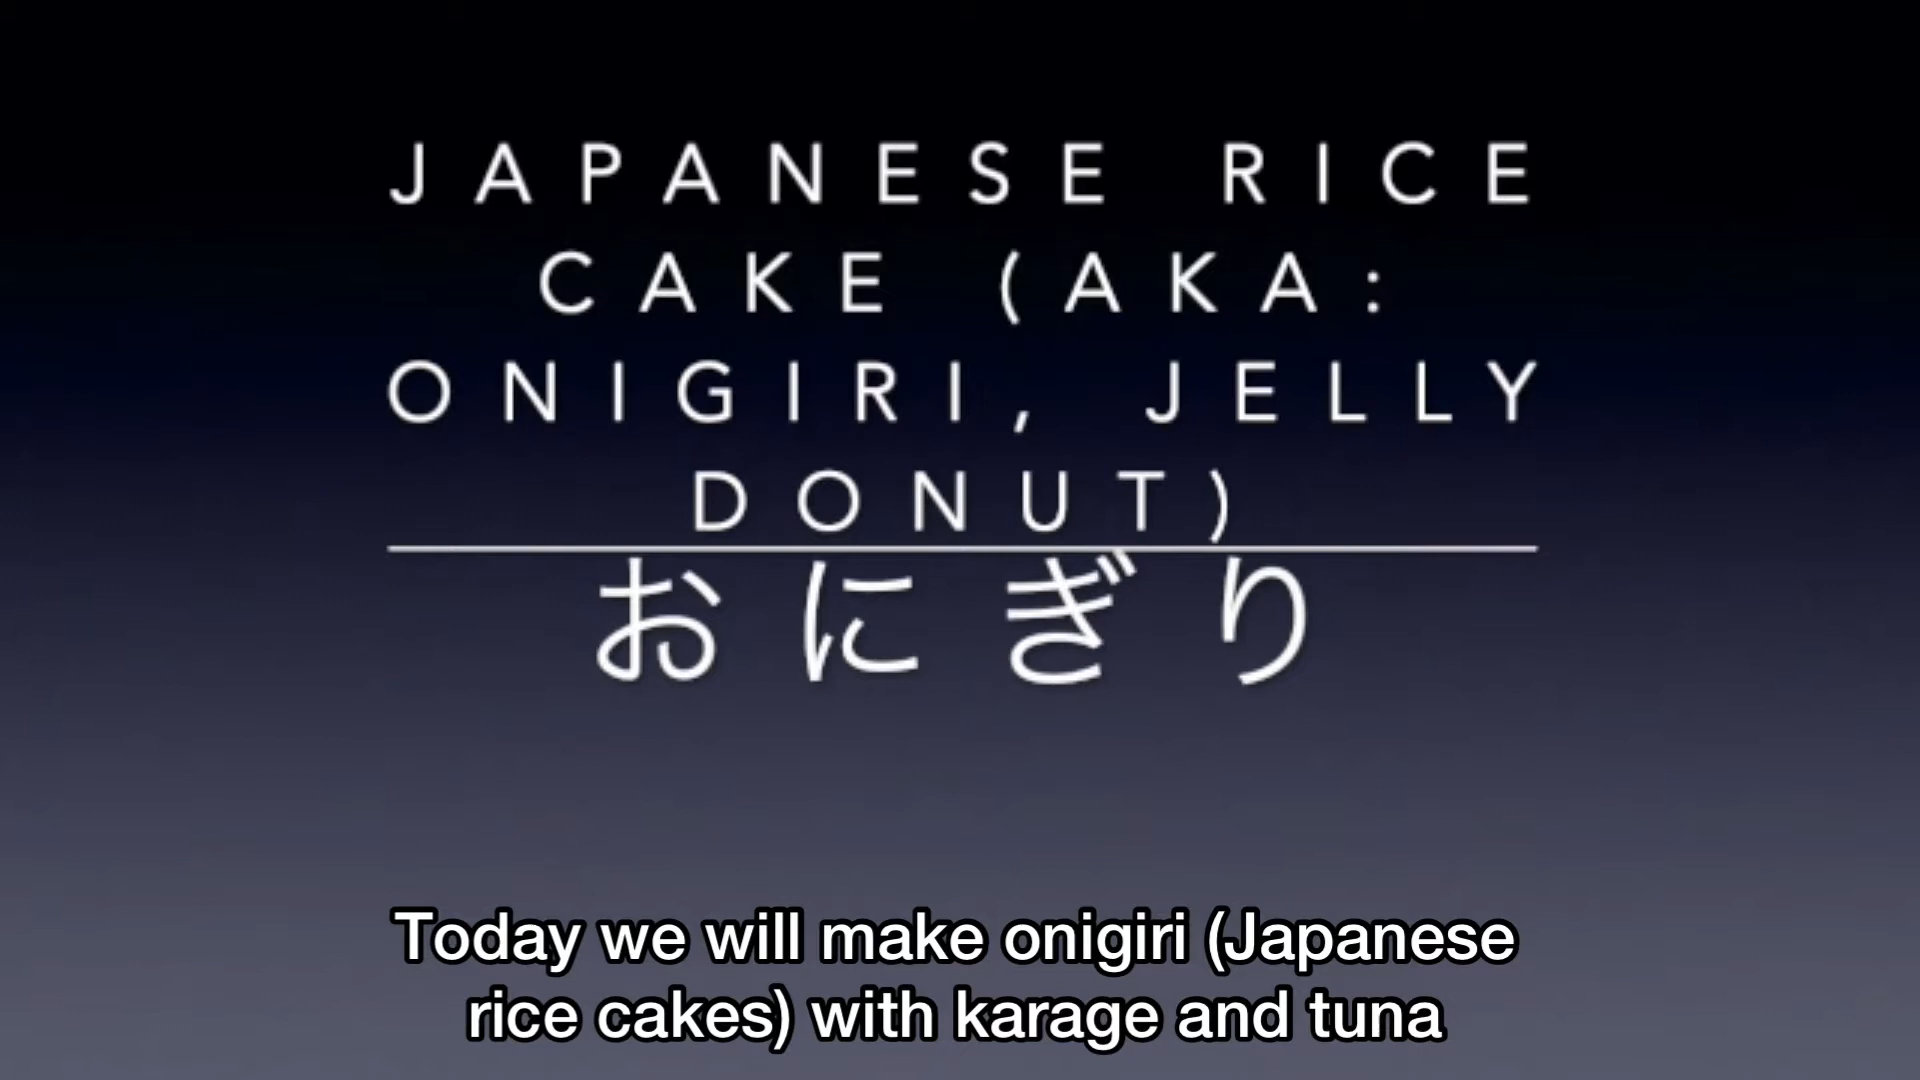 JAPANESE RICE
CAKE (AKA:
ONIGIRI, JELLY
DONUT)
おにぎり
Today we will make onigiri (Japanese
rice cakes) with karage and tuna